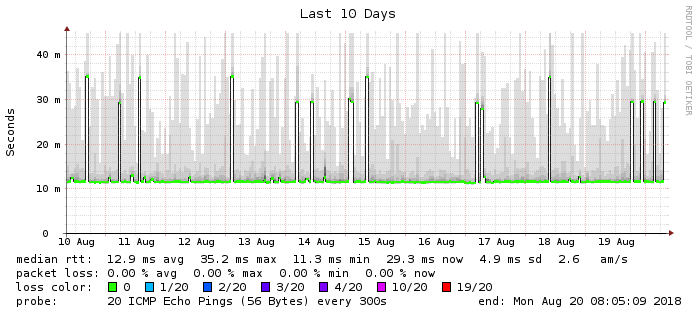 Last 10 Days
RRDTOOL / TOBI OETIKER
Seconds
40 m
30 m
20 m
10 m
0
10 Aug 11 Aug 12 Aug 13 Aug 14 Aug 15 Aug 16 Aug 17 Aug 18 Aug 19 Aug
median rtt: 12.9 ms avg 35.2 ms max 11.3 ms min 29.3 ms now 4.9 ms sd 2.6 am/s
packet loss: 0.00 % avg 0.00 % max 0.00 % min 0.00 % now
loss color: 0 1/20 2/20 3/20 4/20 10/20 19/20
probe: 20 ICMP Echo Pings (56 Bytes) every 300s end: Mon Aug 20 08:05:09 2018